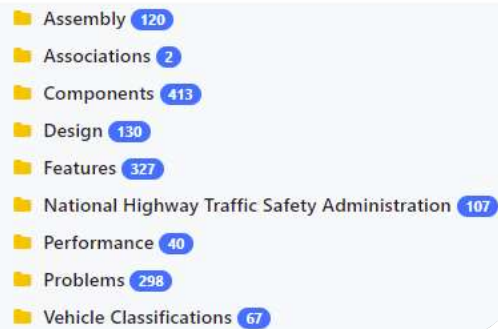 Assembly 120
Associations 2
Components 413
Design 130
Features 327
National Highway Traffic Safety Administration 107
Performance 40
Problems 298
Vehicle Classifications 67